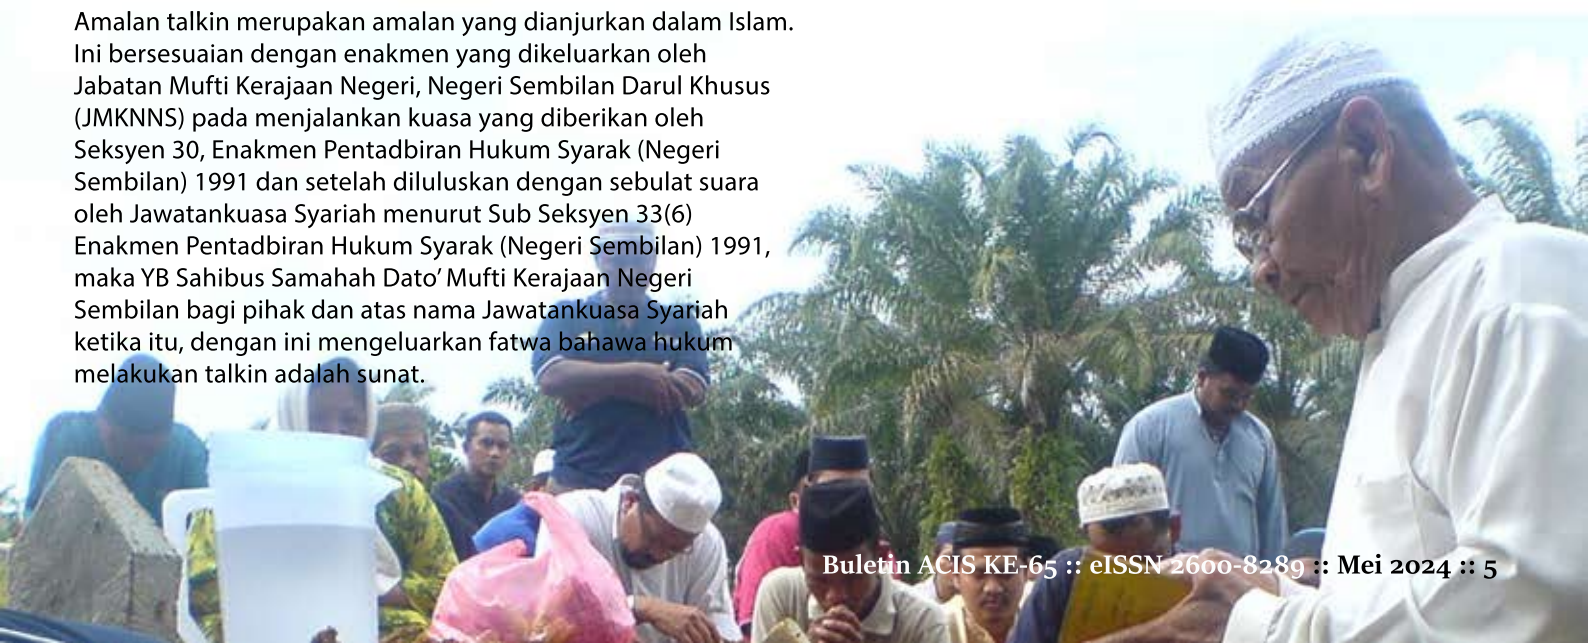 Amalan talkin merupakan amalan yang dianjurkan dalam Islam.
Ini bersesuaian dengan enakmen yang dikeluarkan oleh
Jabatan Mufti Kerajaan Negeri, Negeri Sembilan Darul Khusus
(JMKNNS) pada menjalankan kuasa yang diberikan oleh
Seksyen 30, Enakmen Pentadbiran Hukum Syarak (Negeri
Sembilan) 1991 dan setelah diluluskan dengan sebulat suara
oleh Jawatankuasa Syariah menurut Sub Seksyen 33(6)
Enakmen Pentadbiran Hukum Syarak (Negeri Sembilan) 1991,
maka YB Sahibus Samahah Dato’ Mufti Kerajaan Negeri
Sembilan bagi pihak dan atas nama Jawatankuasa Syariah
ketika itu, dengan ini mengeluarkan fatwa bahawa hukum
melakukan talkin adalah sunat.
Buletin ACIS KE-65 :: eISSN 2600-8289 :: Mei 2024 :: 5